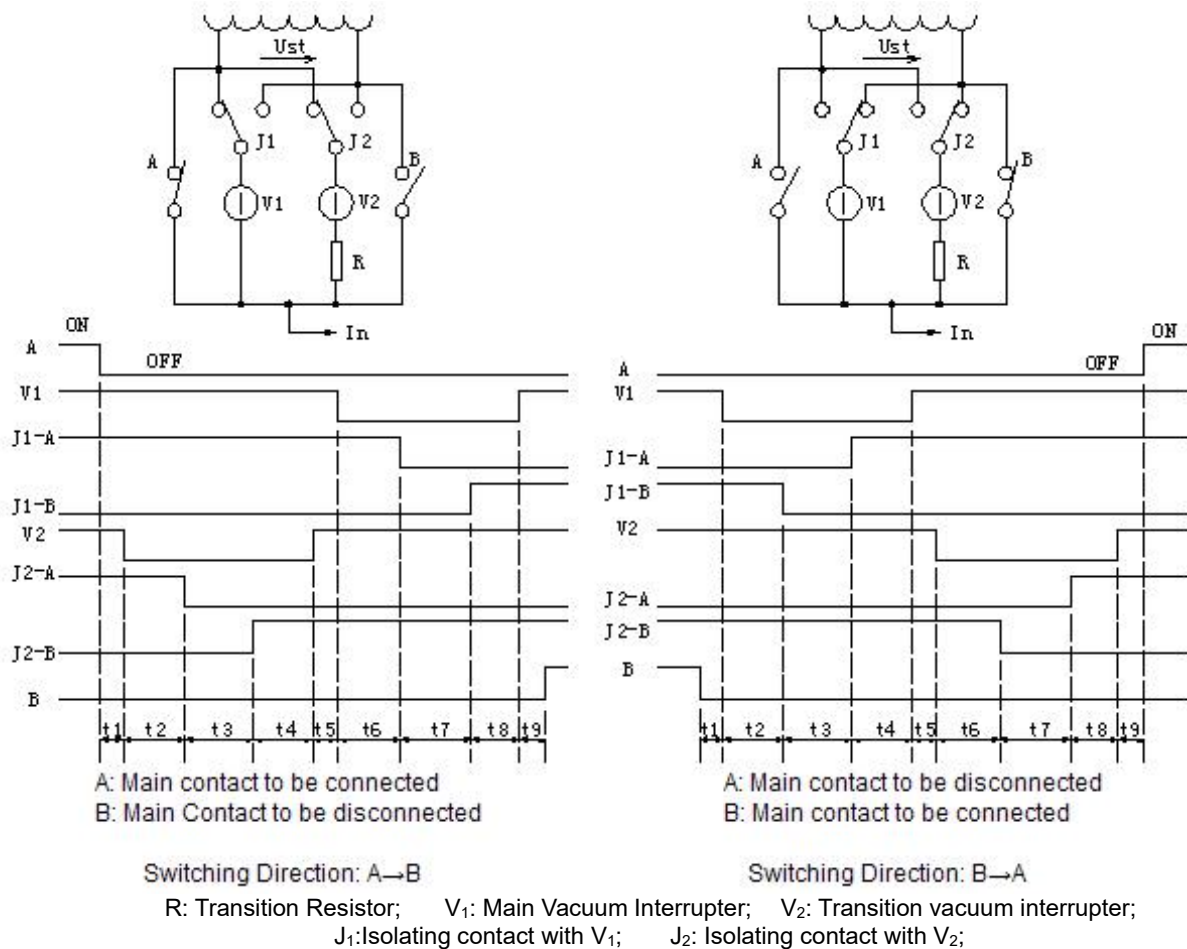 Ust Ust
J1 J2 J1 J2
A B A B
V1 V2 V1 V2
R R
In In
ON ON
A OFF A OFF
V1 V1
J1-A J1-A
J1-B J1-B
V2 V2
J2-A J2-A
J2-B J2-B
B B
t1 t2 t3 t4 t5 t6 t7 t8 t9 t1 t2 t3 t4 t5 t6 t7 t8 t9
A: Main contact to be connected A: Main contact to be disconnected
B: Main Contact to be disconnected B: Main contact to be connected
Switching Direction: A→B Switching Direction: B→A
R: Transition Resistor; V₁: Main Vacuum Interrupter; V₂: Transition vacuum interrupter;
J₁:Isolating contact with V₁; J₂: Isolating contact with V₂;